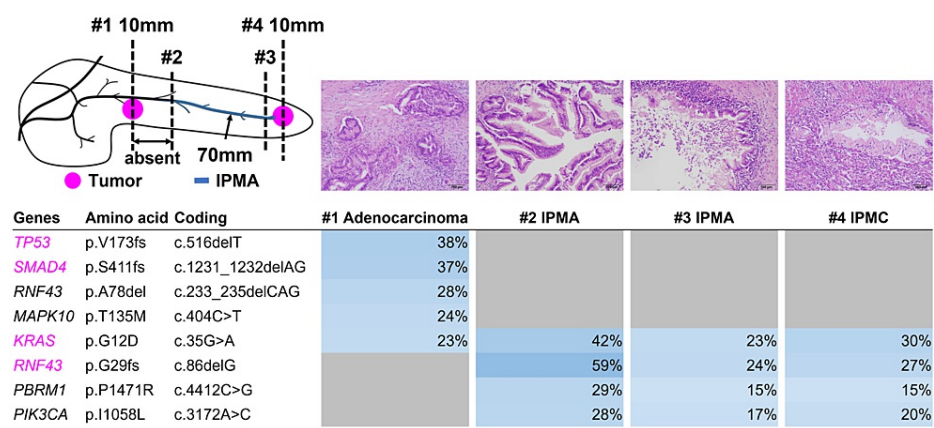 #1 10mm #4 10mm
#2 #3
absent
70mm
Tumor IPMA
Genes Amino acid Coding #1 Adenocarcinoma #2 IPMA #3 IPMA #4 IPMC
TP53 p.V173fs c.516delT 38%
SMAD4 p.S411fs c.1231_1232delAG 37%
RNF43 p.A78del c.233_235delCAG 28%
MAPK10 p.T135M c.404C>T 24%
KRAS p.G12D c.35G>A 23% 42% 23% 30%
RNF43 p.G29fs c.86delG 59% 24% 27%
PBRM1 p.P1471R c.4412C>G 29% 15% 15%
PIK3CA p.I1058L c.3172A>C 28% 17% 20%